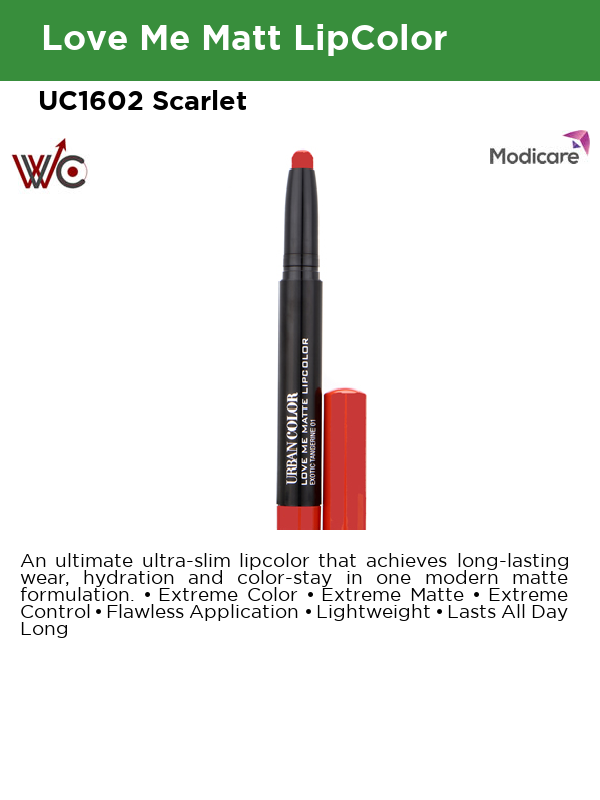 Love Me Matt LipColor
UC1602 Scarlet
WC
Modicare
URBAN COLOR
LOVE ME MATTE LIPCOLOR
EXOTIC TANGERINE 01
An ultimate ultra-slim lipcolor that achieves long-lasting
wear, hydration and color-stay in one modern matte
formulation. • Extreme Color • Extreme Matte • Extreme
Control • Flawless Application • Lightweight • Lasts All Day
Long